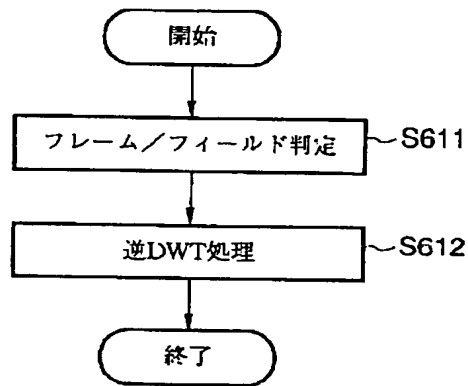 開始
フレーム/フィールド判定
S611
逆DWT処理
S612
終了